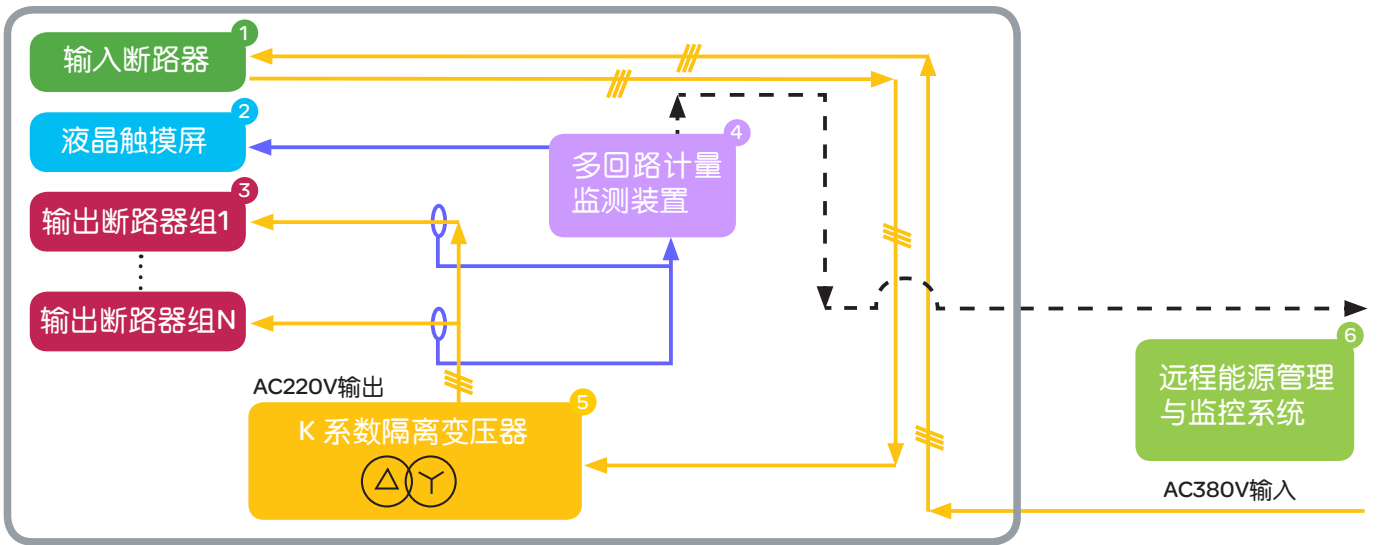 1
输入断路器
2
液晶触摸屏
4
多回路计量
监测装置
3
输出断路器组1
输出断路器组N
6
远程能源管理
与监控系统
AC220V输出
5
K 系数隔离变压器
AC380V输入